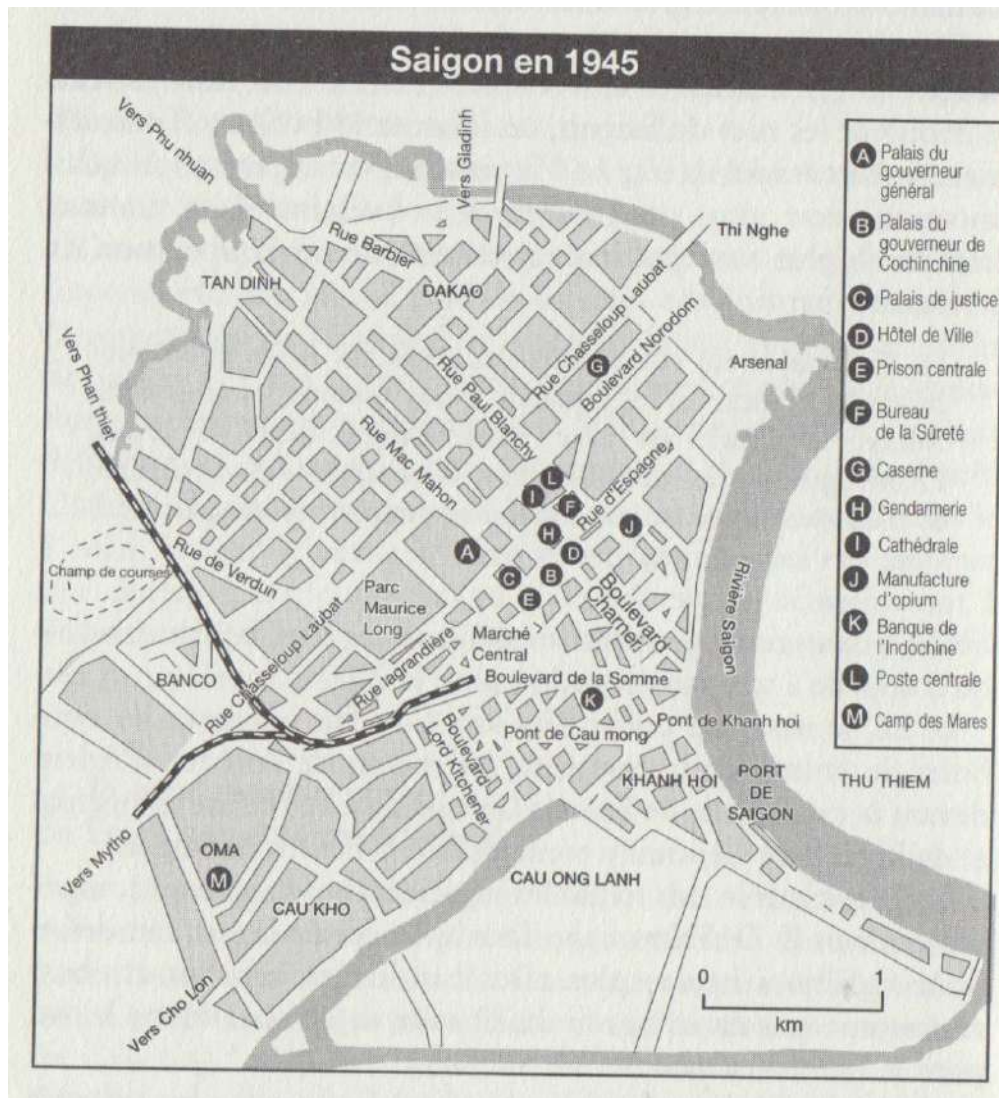 Saigon en 1945
Vers Phu nhuan
Vers Giadinh
Thi Nghe
Rue Barbier
TAN DINH
DAKAO
Rue Chasseloup Laubat
Boulevard Norodom
Arsenal
G
Vers Phan thiet
Rue Paul Blanchy
Rue Mac Mahon
L
I
F
Rue d'Espagne
J
H
D
A
C
B
E
Rue de Verdun
Champ de courses
Parc
Maurice
Long
Boulevard
Charner
Rivière Saigon
Marché
Central
Rue Chasseloup Laubat
Rue lagrandière
BANCO
Boulevard de la Somme
K
Pont de Khanh hoi
Pont de Cau mong
Boulevard
Lord Kitchener
KHANH HOI
PORT
DE
SAIGON
THU THIEM
Vers Mytho
OMA
M
CAU ONG LANH
CAU KHO
Vers Cho Lon
0 1
km
A Palais du
gouverneur
général
B Palais du
gouverneur de
Cochinchine
C Palais de justice
D Hôtel de Ville
E Prison centrale
F Bureau
de la Sûreté
G Caserne
H Gendarmerie
I Cathédrale
J Manufacture
d'opium
K Banque de
l'Indochine
L Poste centrale
M Camp des Mares